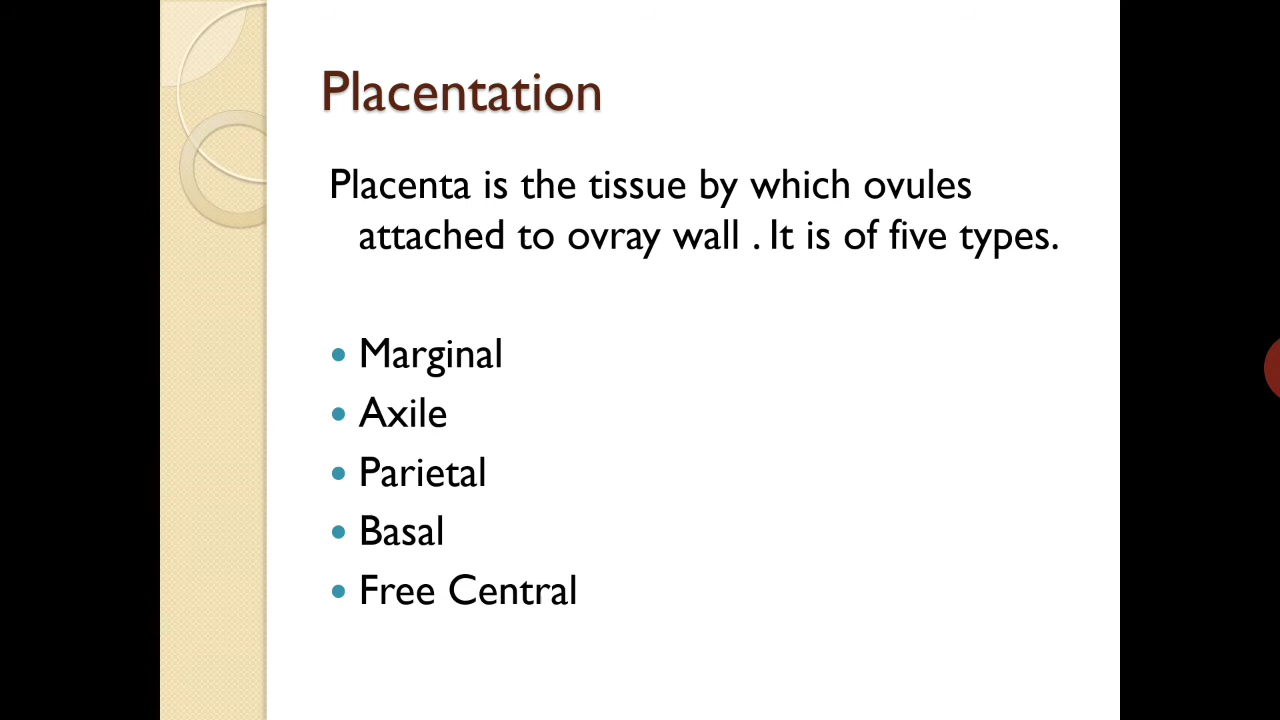 Placentation
Placenta is the tissue by which ovules
attached to ovray wall . It is of five types.
• Marginal
• Axile
• Parietal
• Basal
• Free Central